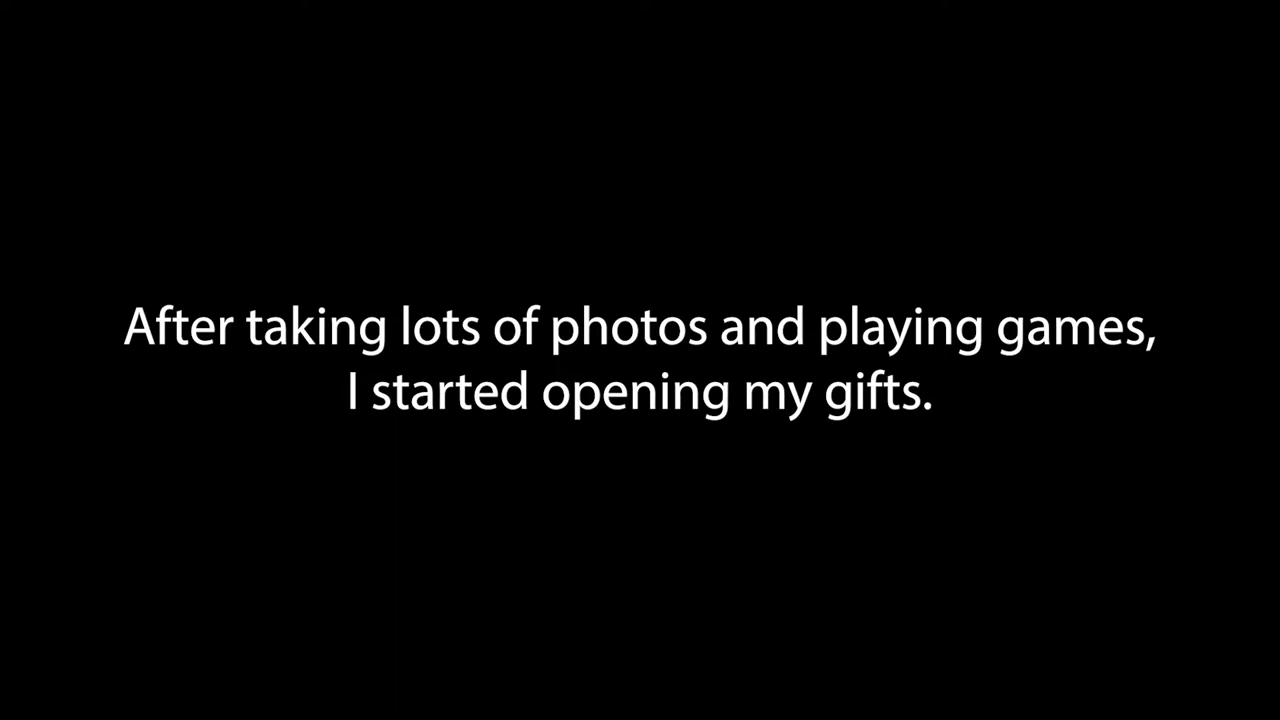 After taking lots of photos and playing games,
I started opening my gifts.